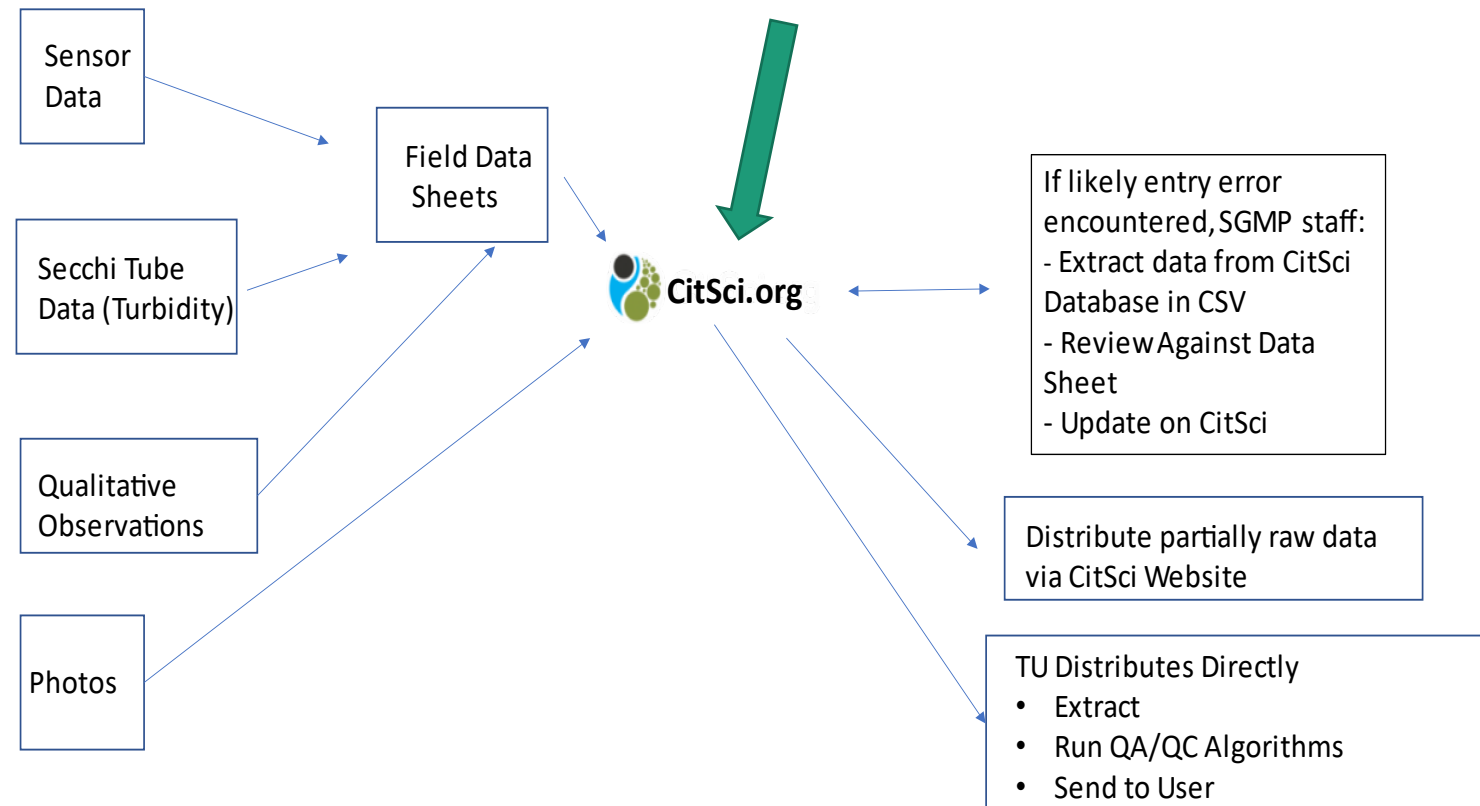 Sensor
Data
Field Data
Sheets
Secchi Tube
Data (Turbidity)
Qualitative
Observations
Photos
CitSci.org
If likely entry error
encountered, SGMP staff:
- Extract data from CitSci
Database in CSV
- Review Against Data
Sheet
- Update on CitSci
Distribute partially raw data
via CitSci Website
TU Distributes Directly
• Extract
• Run QA/QC Algorithms
• Send to User